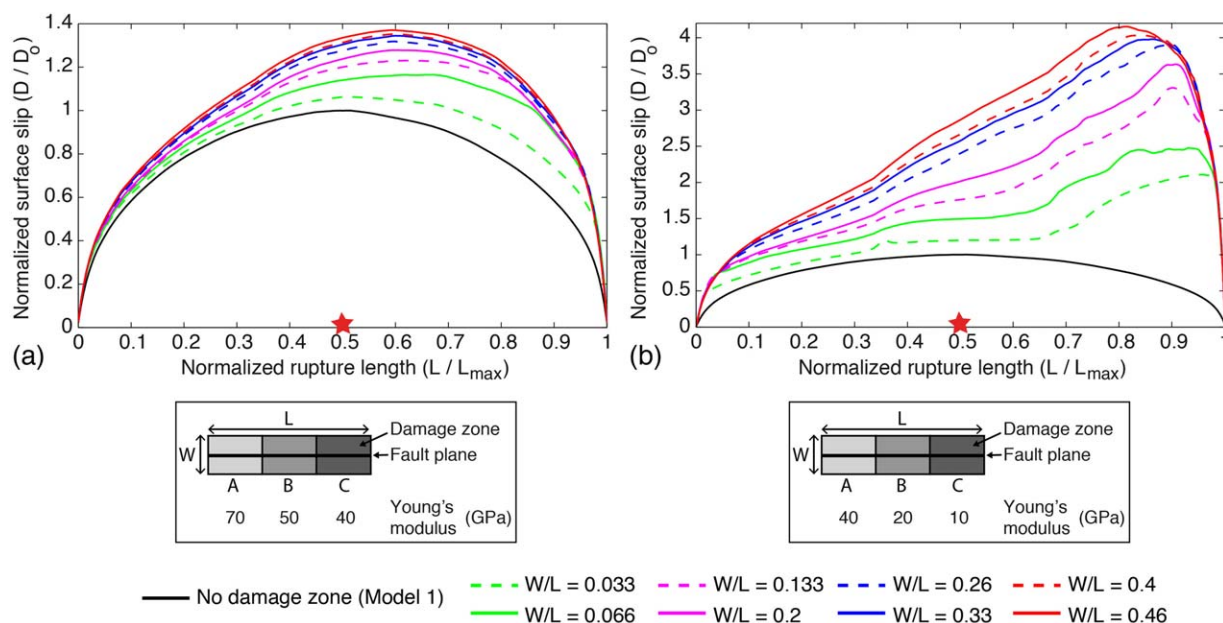 1.4
1.2
1
0.8
0.6
0.4
0.2
0
Normalized surface slip (D / Do)
0 0.1 0.2 0.3 0.4 0.5 0.6 0.7 0.8 0.9 1
(a)
Normalized rupture length (L / Lmax)
4
3.5
3
2.5
2
1.5
1
0.5
0
Normalized surface slip (D / Do)
0 0.1 0.2 0.3 0.4 0.5 0.6 0.7 0.8 0.9 1
(b)
Normalized rupture length (L / Lmax)
L
W
Damage zone
Fault plane
A B C
70 50 40 Young's modulus (GPa)
L
W
Damage zone
Fault plane
A B C
40 20 10 Young's modulus (GPa)
No damage zone (Model 1)
W/L = 0.033 W/L = 0.133 W/L = 0.26 W/L = 0.4
W/L = 0.066 W/L = 0.2 W/L = 0.33 W/L = 0.46